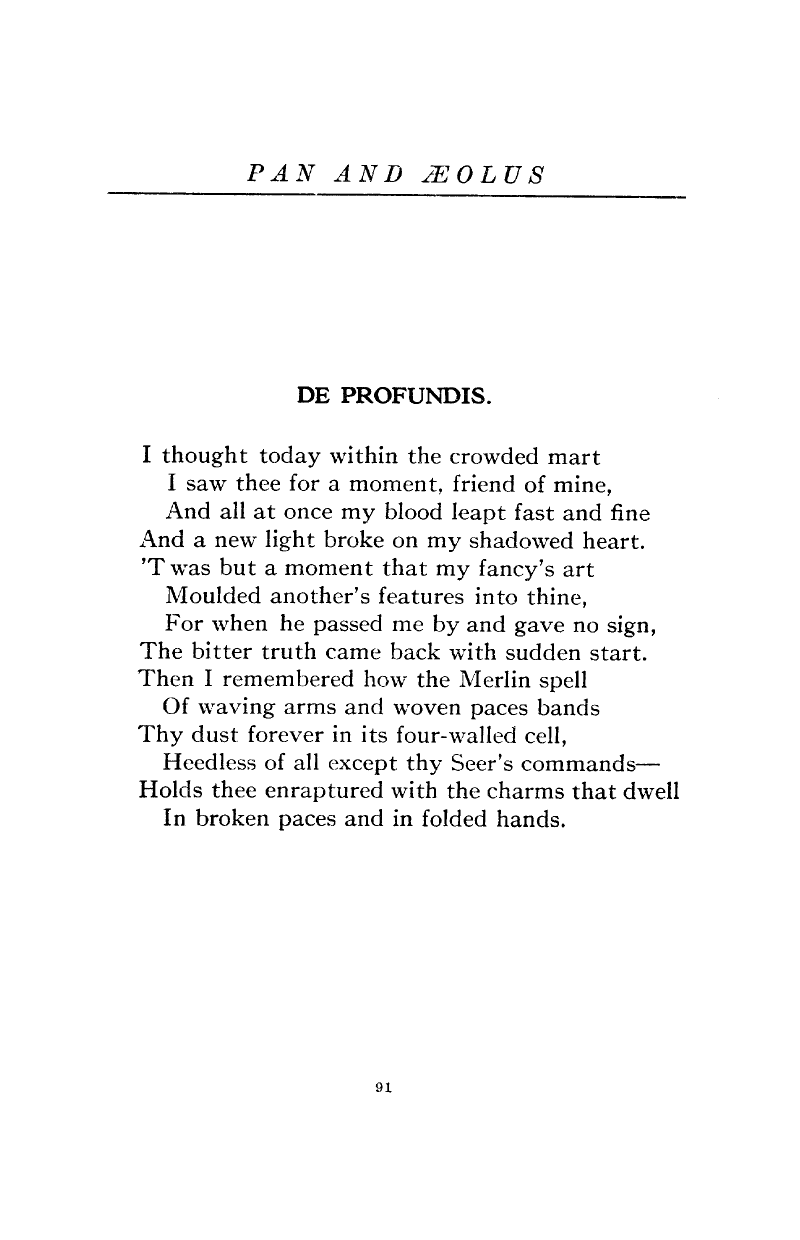 PAN AND ÆOLUS
DE PROFUNDIS.
I thought today within the crowded mart
I saw thee for a moment, friend of mine,
And all at once my blood leapt fast and fine
And a new light broke on my shadowed heart.
'Twas but a moment that my fancy's art
Moulded another's features into thine,
For when he passed me by and gave no sign,
The bitter truth came back with sudden start.
Then I remembered how the Merlin spell
Of waving arms and woven paces bands
Thy dust forever in its four-walled cell,
Heedless of all except thy Seer's commands—
Holds thee enraptured with the charms that dwell
In broken paces and in folded hands.
91